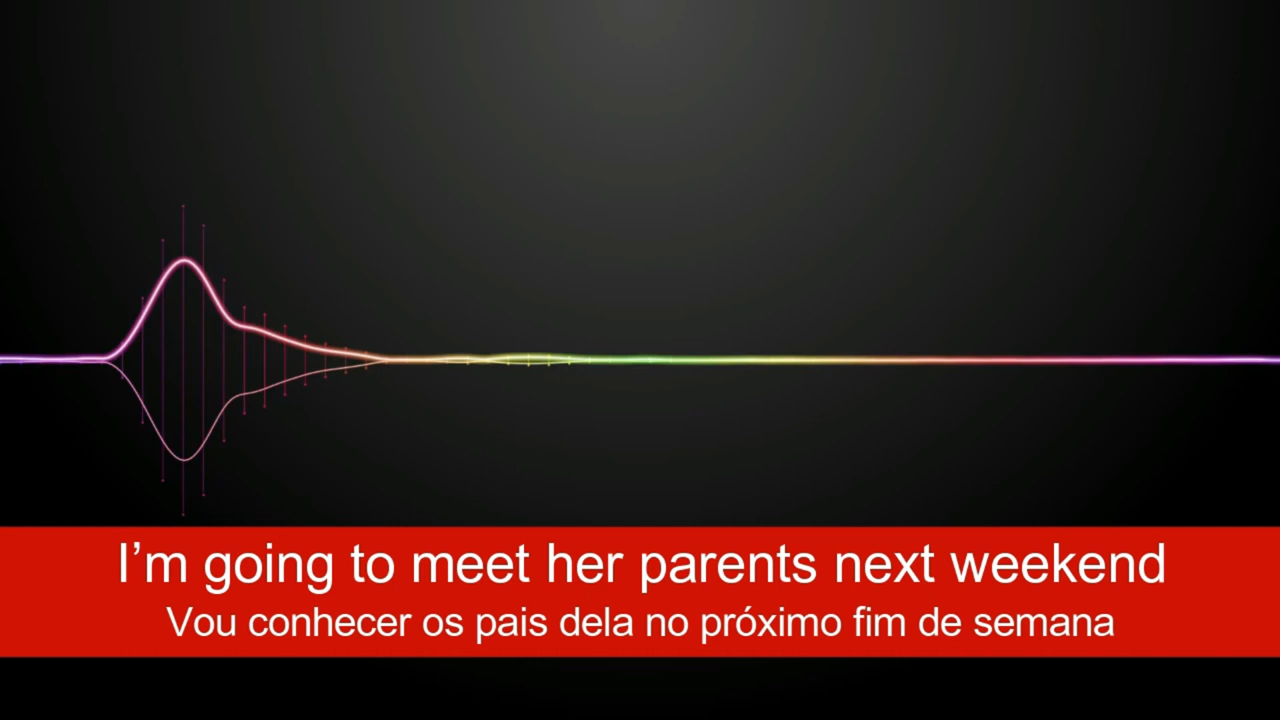 I’m going to meet her parents next weekend
Vou conhecer os pais dela no próximo fim de semana